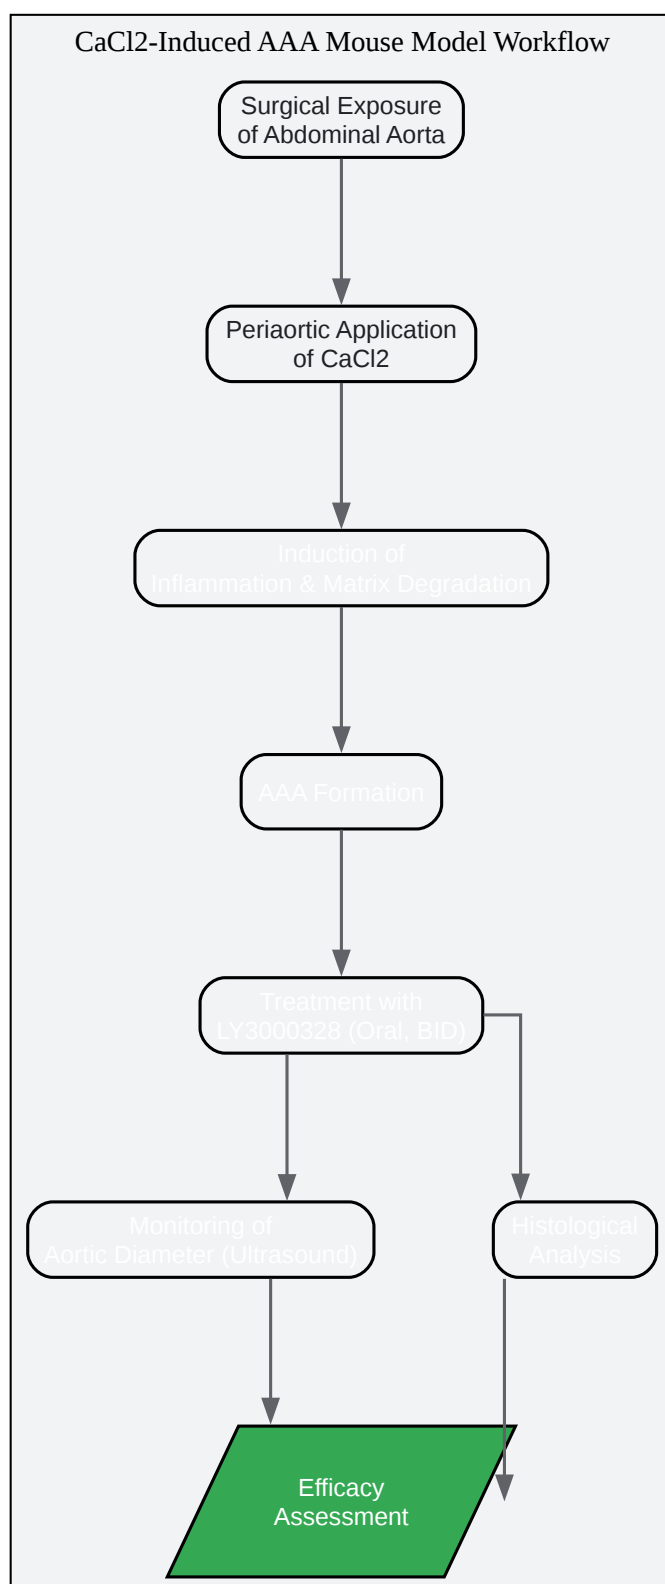 CaCl2-Induced AAA Mouse Model Workflow
Surgical Exposure
of Abdominal Aorta
Periaortic Application
of CaCl2
Induction of
Inflammation & Matrix Degradation
AAA Formation
Treatment with
LY3000328 (Oral, BID)
Monitoring of
Aortic Diameter (Ultrasound)
Histological
Analysis
Efficacy
Assessment